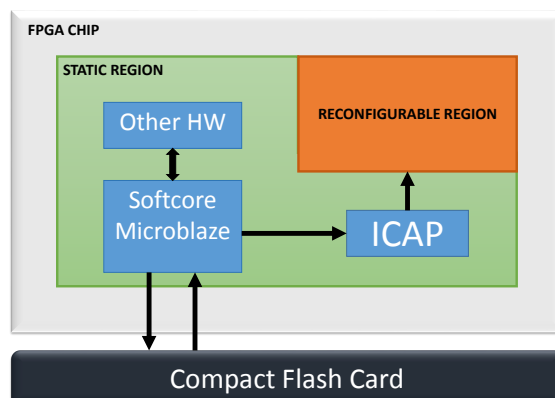 FPGA CHIP
STATIC REGION
RECONFIGURABLE REGION
Other HW
Softcore
Microblaze
ICAP
Compact Flash Card